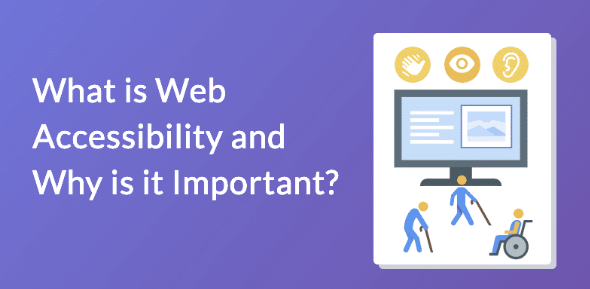 What is Web
Accessibility and
Why is it Important?